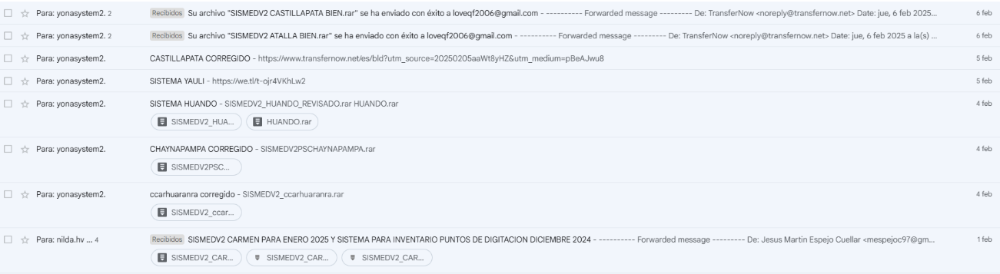 Para: yonasystem2. 2 Recibidos Su archivo "SISMEDV2 CASTILLAPATA BIEN.rar" se ha enviado con éxito a loveqf2006@gmail.com - ---------- Forwarded message --------- De: TransferNow <noreply@transfernow.net> Date: jue, 6 feb 2025... 6 feb
Para: yonasystem2. 2 Recibidos Su archivo "SISMEDV2 ATALLA BIEN.rar" se ha enviado con éxito a loveqf2006@gmail.com - ---------- Forwarded message --------- De: TransferNow <noreply@transfernow.net> Date: jue, 6 feb 2025 a la(s) ... 6 feb
Para: yonasystem2. CASTILLAPATA CORREGIDO - https://www.transfernow.net/es/bld?utm_source=20250205aaWt8yHZ&utm_medium=pBeAJwu8 5 feb
Para: yonasystem2. SISTEMA YAULI - https://we.tl/t-ojr4VKhLw2 5 feb
Para: yonasystem2. SISTEMA HUANDO - SISMEDV2_HUANDO_REVISADO.rar HUANDO.rar 4 feb
SISMEDV2_HUA... HUANDO.rar
Para: yonasystem2. CHAYNAPAMPA CORREGIDO - SISMEDV2PSCHAYNAPAMPA.rar 4 feb
SISMEDV2PSC...
Para: yonasystem2. ccarhuaranra corregido - SISMEDV2_ccarhuaranra.rar 4 feb
SISMEDV2_ccar...
Para: nilda.hv ... 4 Recibidos SISMEDV2 CARMEN PARA ENERO 2025 Y SISTEMA PARA INVENTARIO PUNTOS DE DIGITACION DICIEMBRE 2024 - ---------- Forwarded message --------- De: Jesus Martin Espejo Cuellar <mespejoc97@gm... 1 feb
SISMEDV2_CAR... SISMEDV2_CAR... SISMEDV2_CAR...